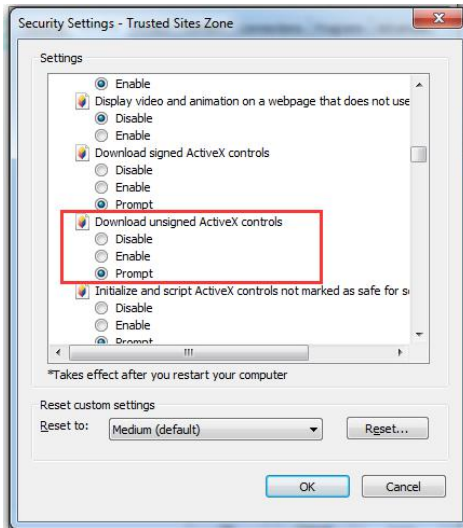 Security Settings - Trusted Sites Zone
Settings
Enable
Display video and animation on a webpage that does not use
Disable
Enable
Download signed ActiveX controls
Disable
Enable
Prompt
Download unsigned ActiveX controls
Disable
Enable
Prompt
Initialize and script ActiveX controls not marked as safe for s
Disable
Enable
Prompt
*Takes effect after you restart your computer
Reset custom settings
Reset to: Medium (default) Reset...
OK Cancel